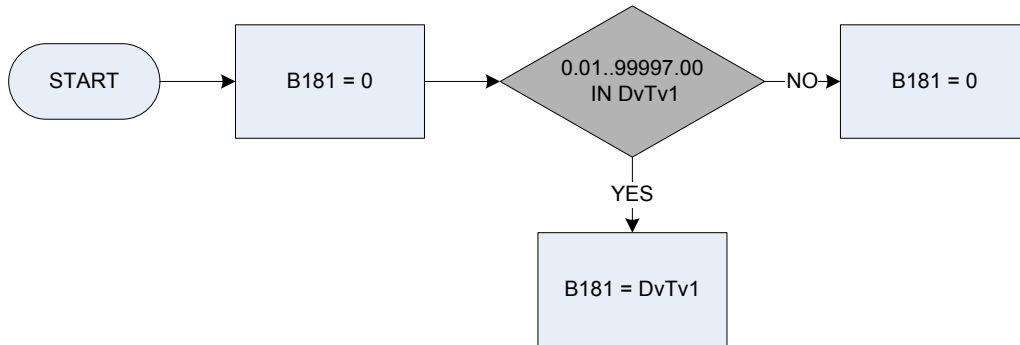 START
B181 = 0
0.01..99997.00
IN DvTv1
NO
B181 = 0
YES
B181 = DvTv1